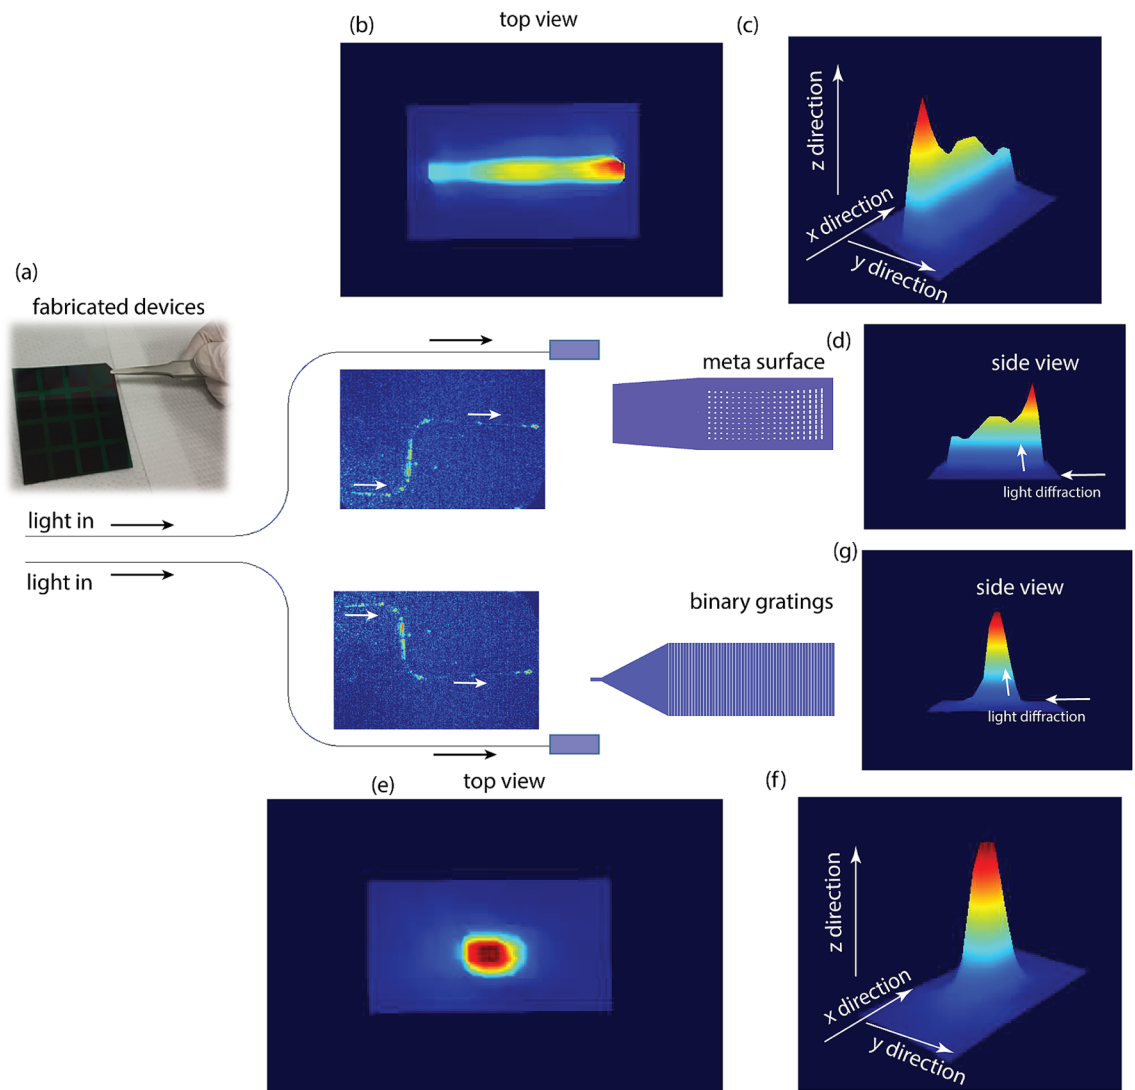 (b)
top view
(c)
z direction
x direction
y direction
(a)
fabricated devices
meta surface
(d)
side view
light diffraction
light in
light in
binary gratings
(g)
side view
light diffraction
(e)
top view
(f)
z direction
x direction
y direction